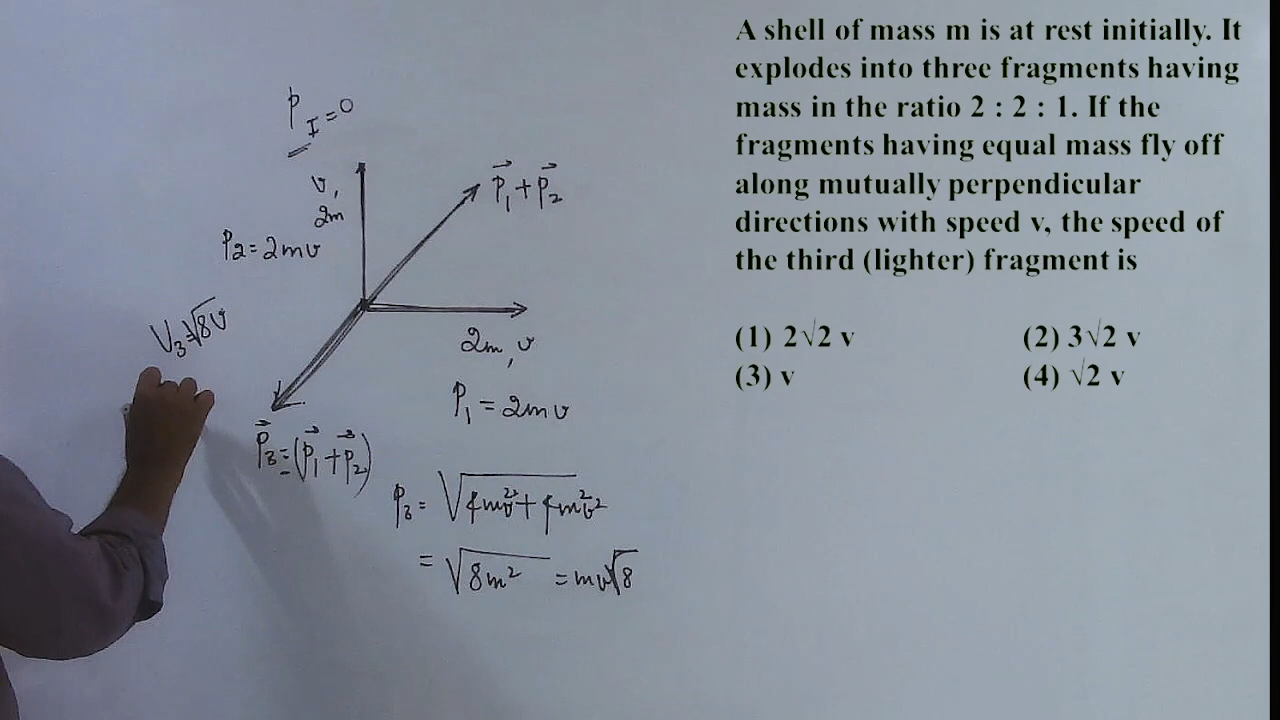 A shell of mass m is at rest initially. It
explodes into three fragments having
mass in the ratio 2 : 2 : 1. If the
fragments having equal mass fly off
along mutually perpendicular
directions with speed v, the speed of
the third (lighter) fragment is
(1) 2√2 v
(2) 3√2 v
(3) v
(4) √2 v
p_I = 0
v,
2m
P2 = 2mv
p⃗₁ + p⃗₂
V₃ = √8v
2m, v
P₁ = 2mv
p⃗₃ = (p⃗₁ + p⃗₂)
p₃ = √4m²v² + 4m²v²
= √8m² = mv√8